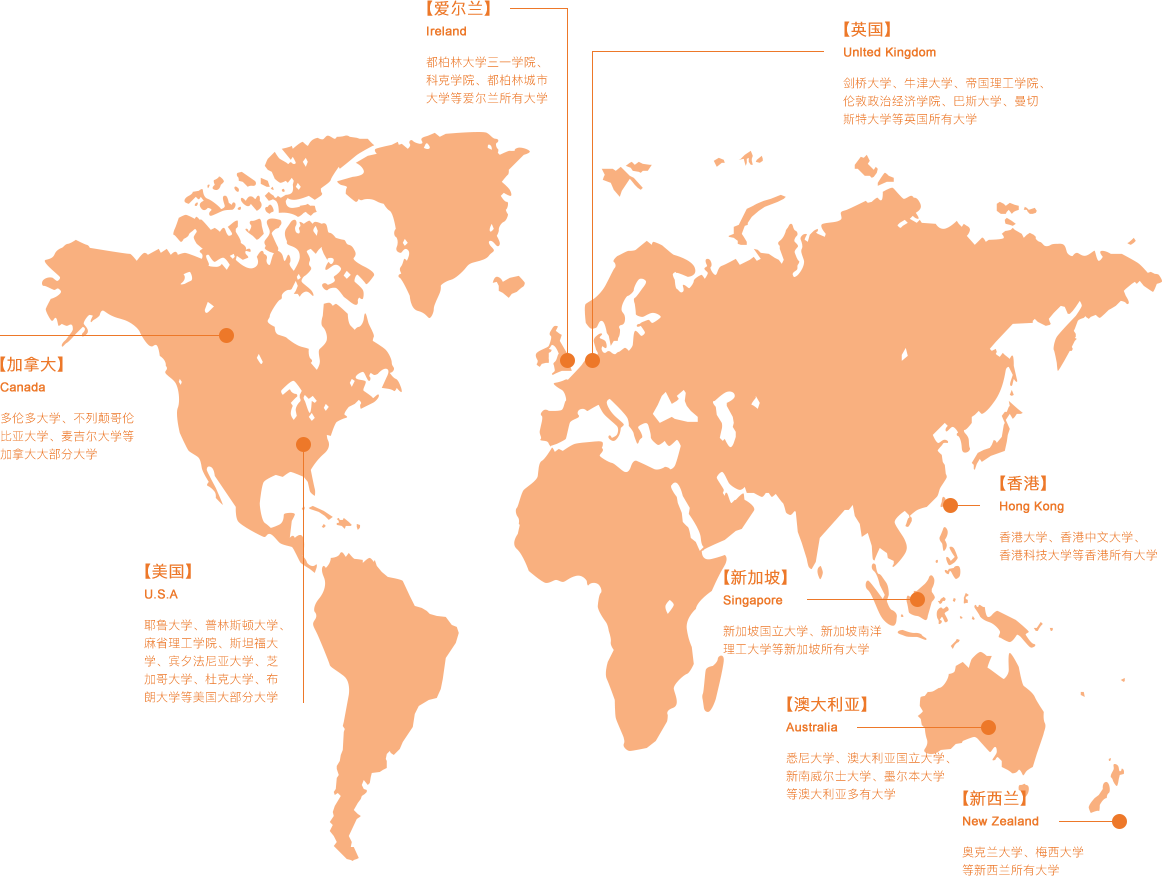 【爱尔兰】
Ireland
都柏林大学三一学院、
科克学院、都柏林城市
大学等爱尔兰所有大学
【英国】
UnIted Kingdom
剑桥大学、牛津大学、帝国理工学院、
伦敦政治经济学院、巴斯大学、曼切
斯特大学等英国所有大学
【加拿大】
Canada
多伦多大学、不列颠哥伦
比亚大学、麦吉尔大学等
加拿大大部分大学
【香港】
Hong Kong
香港大学、香港中文大学、
香港科技大学等香港所有大学
【美国】
U.S.A
耶鲁大学、普林斯顿大学、
麻省理工学院、斯坦福大
学、宾夕法尼亚大学、芝
加哥大学、杜克大学、布
朗大学等美国大部分大学
【新加坡】
Singapore
新加坡国立大学、新加坡南洋
理工大学等新加坡所有大学
【澳大利亚】
Australia
悉尼大学、澳大利亚国立大学、
新南威尔士大学、墨尔本大学
等澳大利亚多有大学
【新西兰】
New Zealand
奥克兰大学、梅西大学
等新西兰所有大学